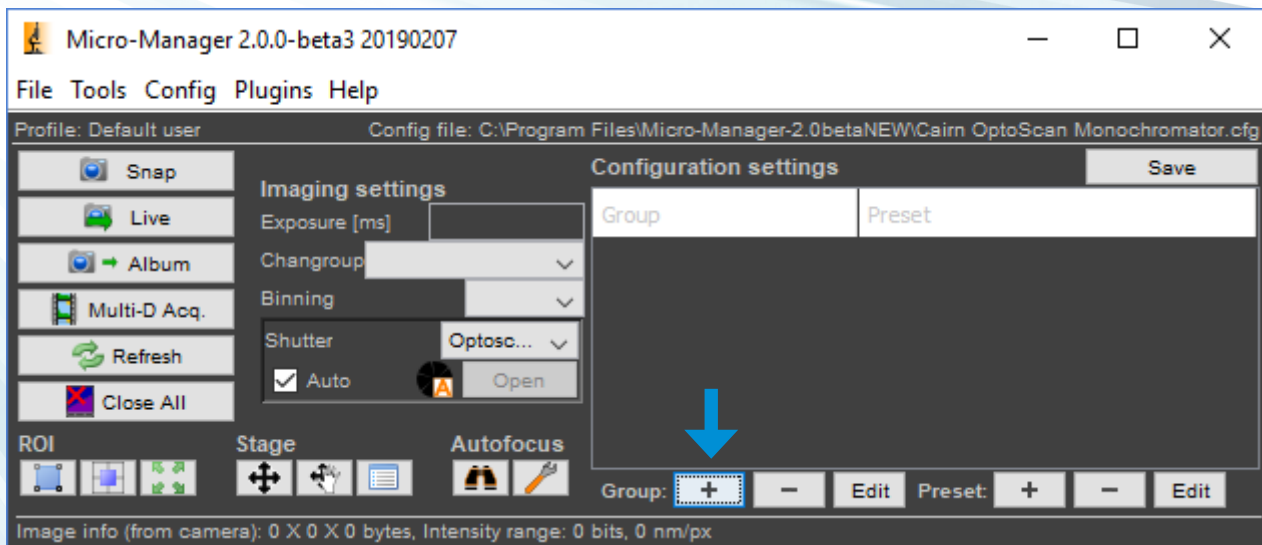 Micro-Manager 2.0.0-beta3 20190207
File Tools Config Plugins Help
Profile: Default user Config file: C:\Program Files\Micro-Manager-2.0betaNEW\Cairn OptoScan Monochromator.cfg
Snap
Live
Album
Multi-D Acq.
Refresh
Close All
Imaging settings
Exposure [ms]
Changroup
Binning
Shutter Optosc...
Auto A Open
Configuration settings Save
Group Preset
ROI Stage Autofocus
Group: + - Edit Preset: + - Edit
Image info (from camera): 0 X 0 X 0 bytes, Intensity range: 0 bits, 0 nm/px